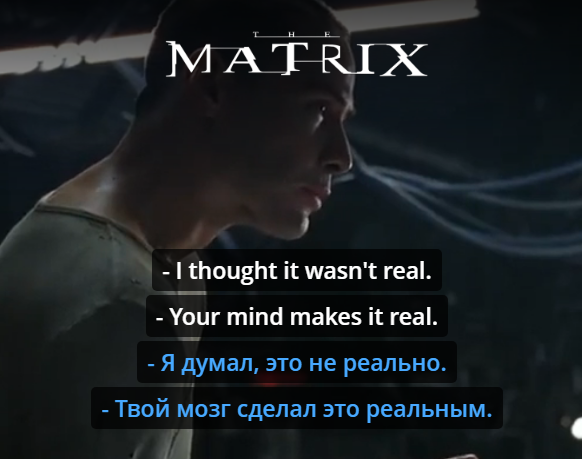 THE
MATRIX
- I thought it wasn't real.
- Your mind makes it real.
- Я думал, это не реально.
- Твой мозг сделал это реальным.